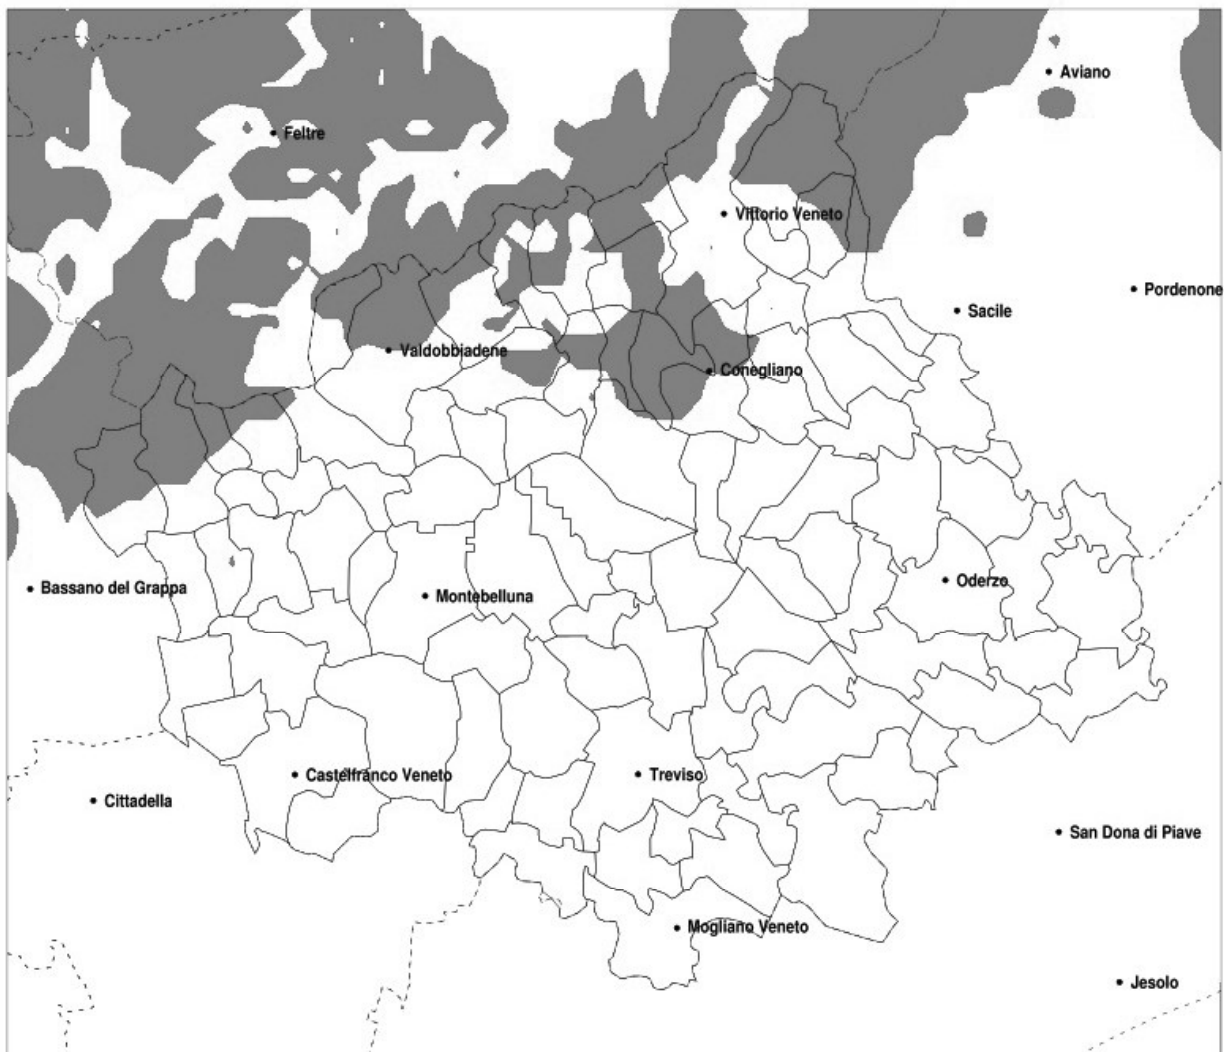 Aviano
Feltre
Vittorio Veneto
Pordenone
Sacile
Valdobbiadene
Conegliano
Bassano del Grappa
Oderzo
Montebelluna
Castelfranco Veneto
Treviso
Cittadella
San Dona di Piave
Mogliano Veneto
Jesolo